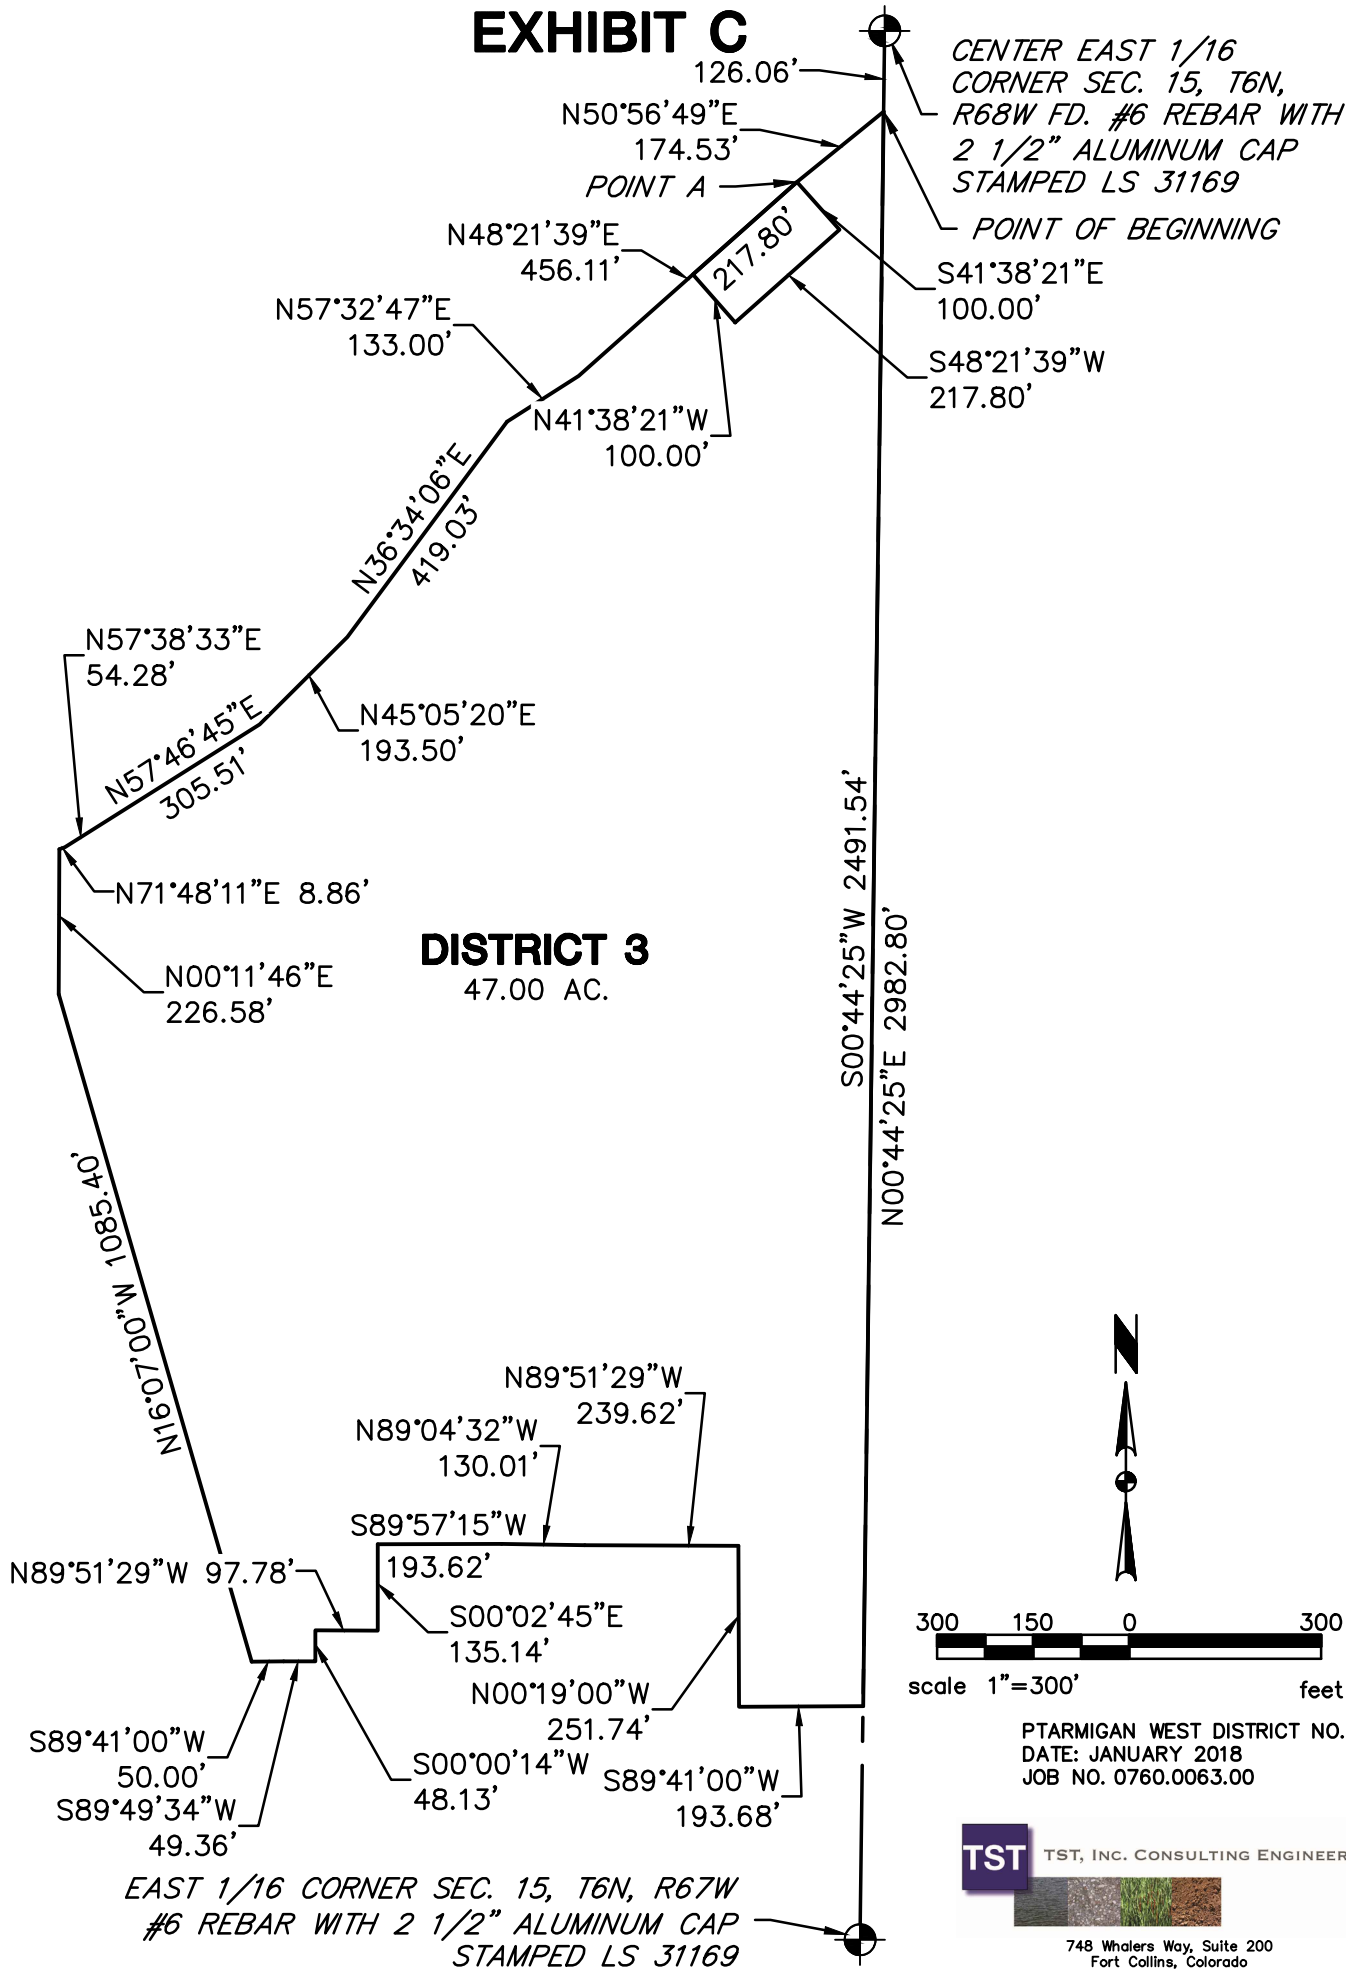 EXHIBIT C
126.06'
CENTER EAST 1/16
CORNER SEC. 15, T6N,
R68W FD. #6 REBAR WITH
2 1/2" ALUMINUM CAP
STAMPED LS 31169
N50°56'49"E
174.53'
POINT A
POINT OF BEGINNING
N48°21'39"E
456.11'
217.80'
S41°38'21"E
100.00'
N57°32'47"E
133.00'
S48°21'39"W
217.80'
N41°38'21"W
100.00'
N36°34'06"E
419.03'
N57°38'33"E
54.28'
N45°05'20"E
193.50'
N57°46'45"E
305.51'
N71°48'11"E 8.86'
S00°44'25"W 2491.54'
N00°44'25"E 2982.80'
DISTRICT 3
47.00 AC.
N00°11'46"E
226.58'
N16°07'00"W 1085.40'
N89°51'29"W
239.62'
N89°04'32"W
130.01'
S89°57'15"W
193.62'
N89°51'29"W 97.78'
S00°02'45"E
135.14'
N00°19'00"W
251.74'
S89°41'00"W
50.00'
S89°49'34"W
49.36'
S00°00'14"W
48.13'
S89°41'00"W
193.68'
EAST 1/16 CORNER SEC. 15, T6N, R67W
#6 REBAR WITH 2 1/2" ALUMINUM CAP
STAMPED LS 31169
N
300 150 0 300
scale 1"=300' feet
PTARMIGAN WEST DISTRICT NO.
DATE: JANUARY 2018
JOB NO. 0760.0063.00
TST TST, INC. CONSULTING ENGINEER
748 Whalers Way, Suite 200
Fort Collins, Colorado